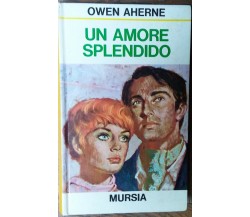 OWEN AHERNE
UN AMORE
SPLENDIDO
MURSIA